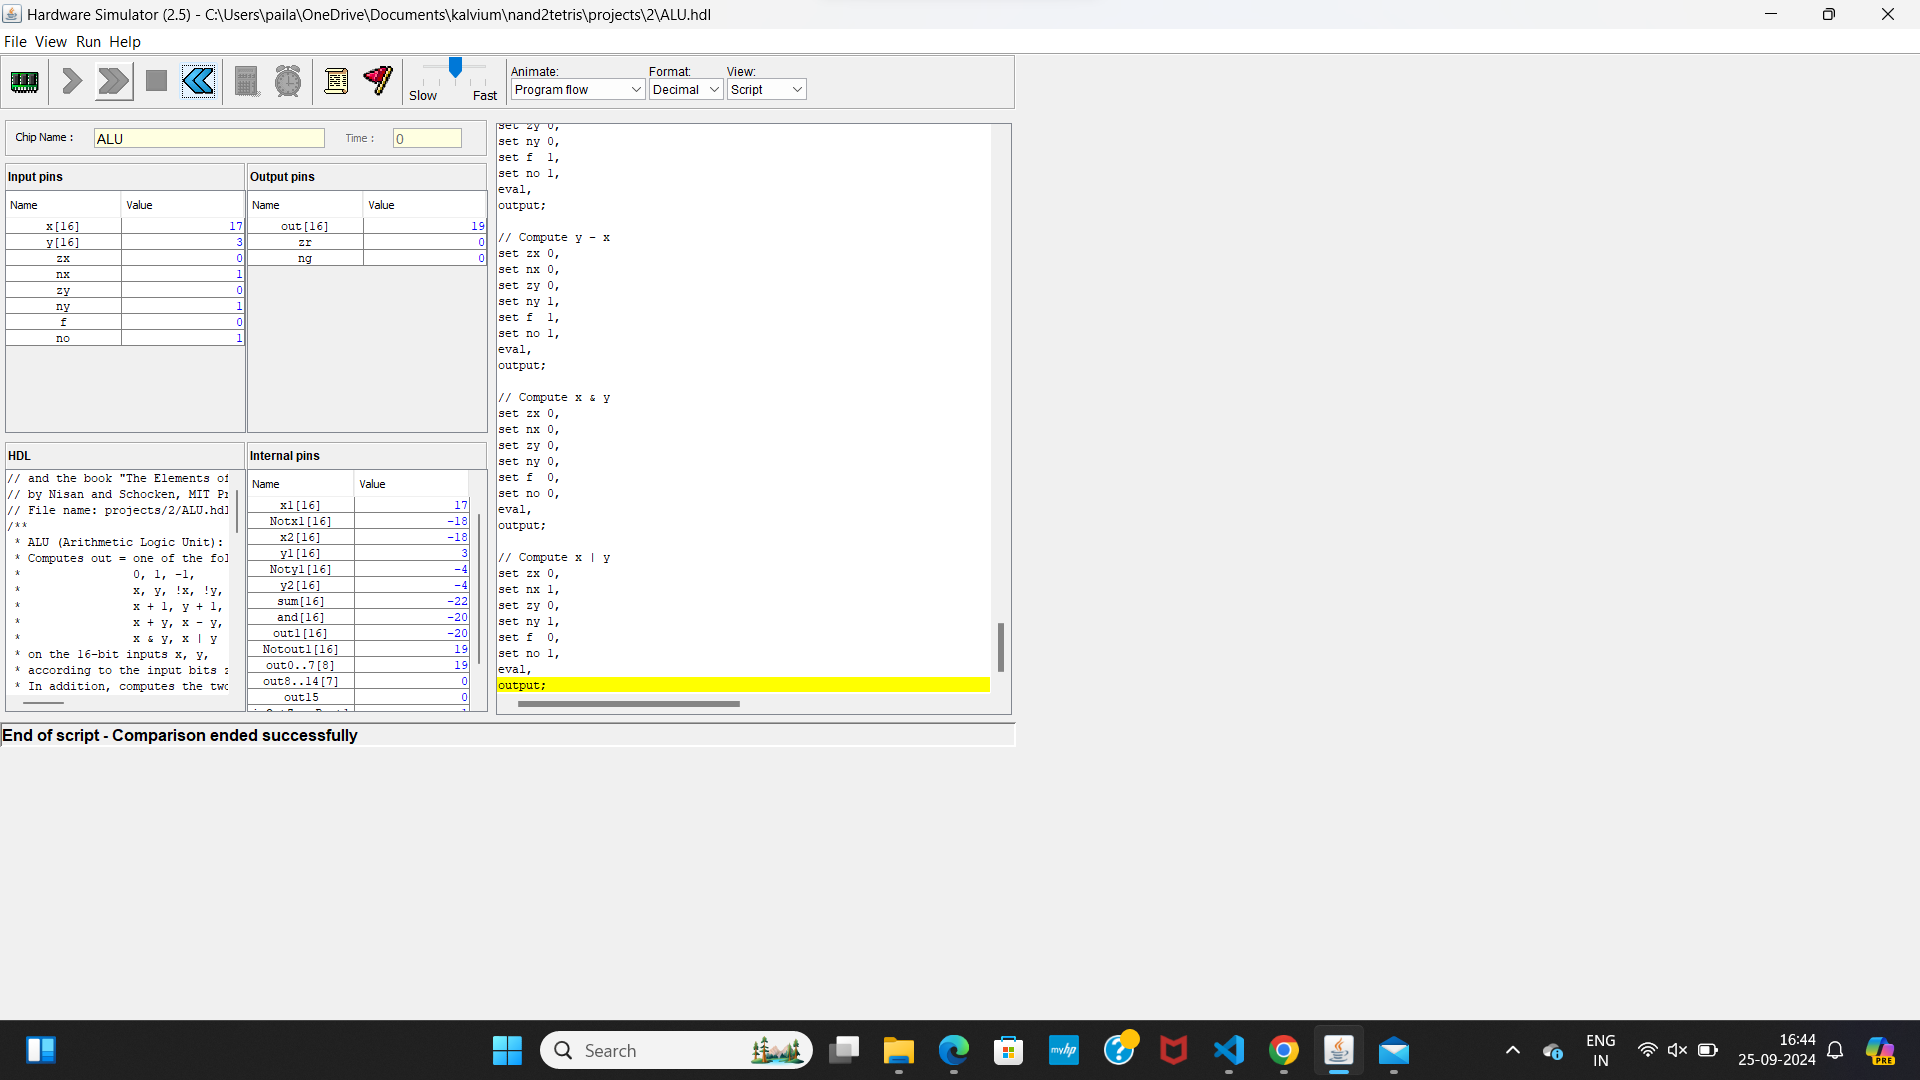 Hardware Simulator (2.5) - C:\Users\paila\OneDrive\Documents\kalvium\nand2tetris\projects\2\ALU.hdl
File View Run Help
Slow Fast
Animate: Format: View:
Program flow Decimal Script
Chip Name : ALU Time : 0
Input pins
Name Value
x[16] 17
y[16] 3
zx 0
nx 1
zy 0
ny 1
f 0
no 1
Output pins
Name Value
out[16] 19
zr 0
ng 0
HDL
// and the book "The Elements of
// by Nisan and Schocken, MIT Pr
// File name: projects/2/ALU.hdl
/**
* ALU (Arithmetic Logic Unit):
* Computes out = one of the fol
* 0, 1, -1,
* x, y, !x, !y,
* x + 1, y + 1,
* x + y, x - y,
* x & y, x | y
* on the 16-bit inputs x, y,
* according to the input bits z
* In addition, computes the two
Internal pins
Name Value
x1[16] 17
Notx1[16] -18
x2[16] -18
y1[16] 3
Noty1[16] -4
y2[16] -4
sum[16] -22
and[16] -20
out1[16] -20
Notout1[16] 19
out0..7[8] 19
out8..14[7] 0
out15 0
set zy 0,
set ny 0,
set f 1,
set no 1,
eval,
output;
// Compute y - x
set zx 0,
set nx 0,
set zy 0,
set ny 1,
set f 1,
set no 1,
eval,
output;
// Compute x & y
set zx 0,
set nx 0,
set zy 0,
set ny 0,
set f 0,
set no 0,
eval,
output;
// Compute x | y
set zx 0,
set nx 1,
set zy 0,
set ny 1,
set f 0,
set no 1,
eval,
output;
End of script - Comparison ended successfully
Search
myhp
ENG
IN
16:44
25-09-2024
PRE